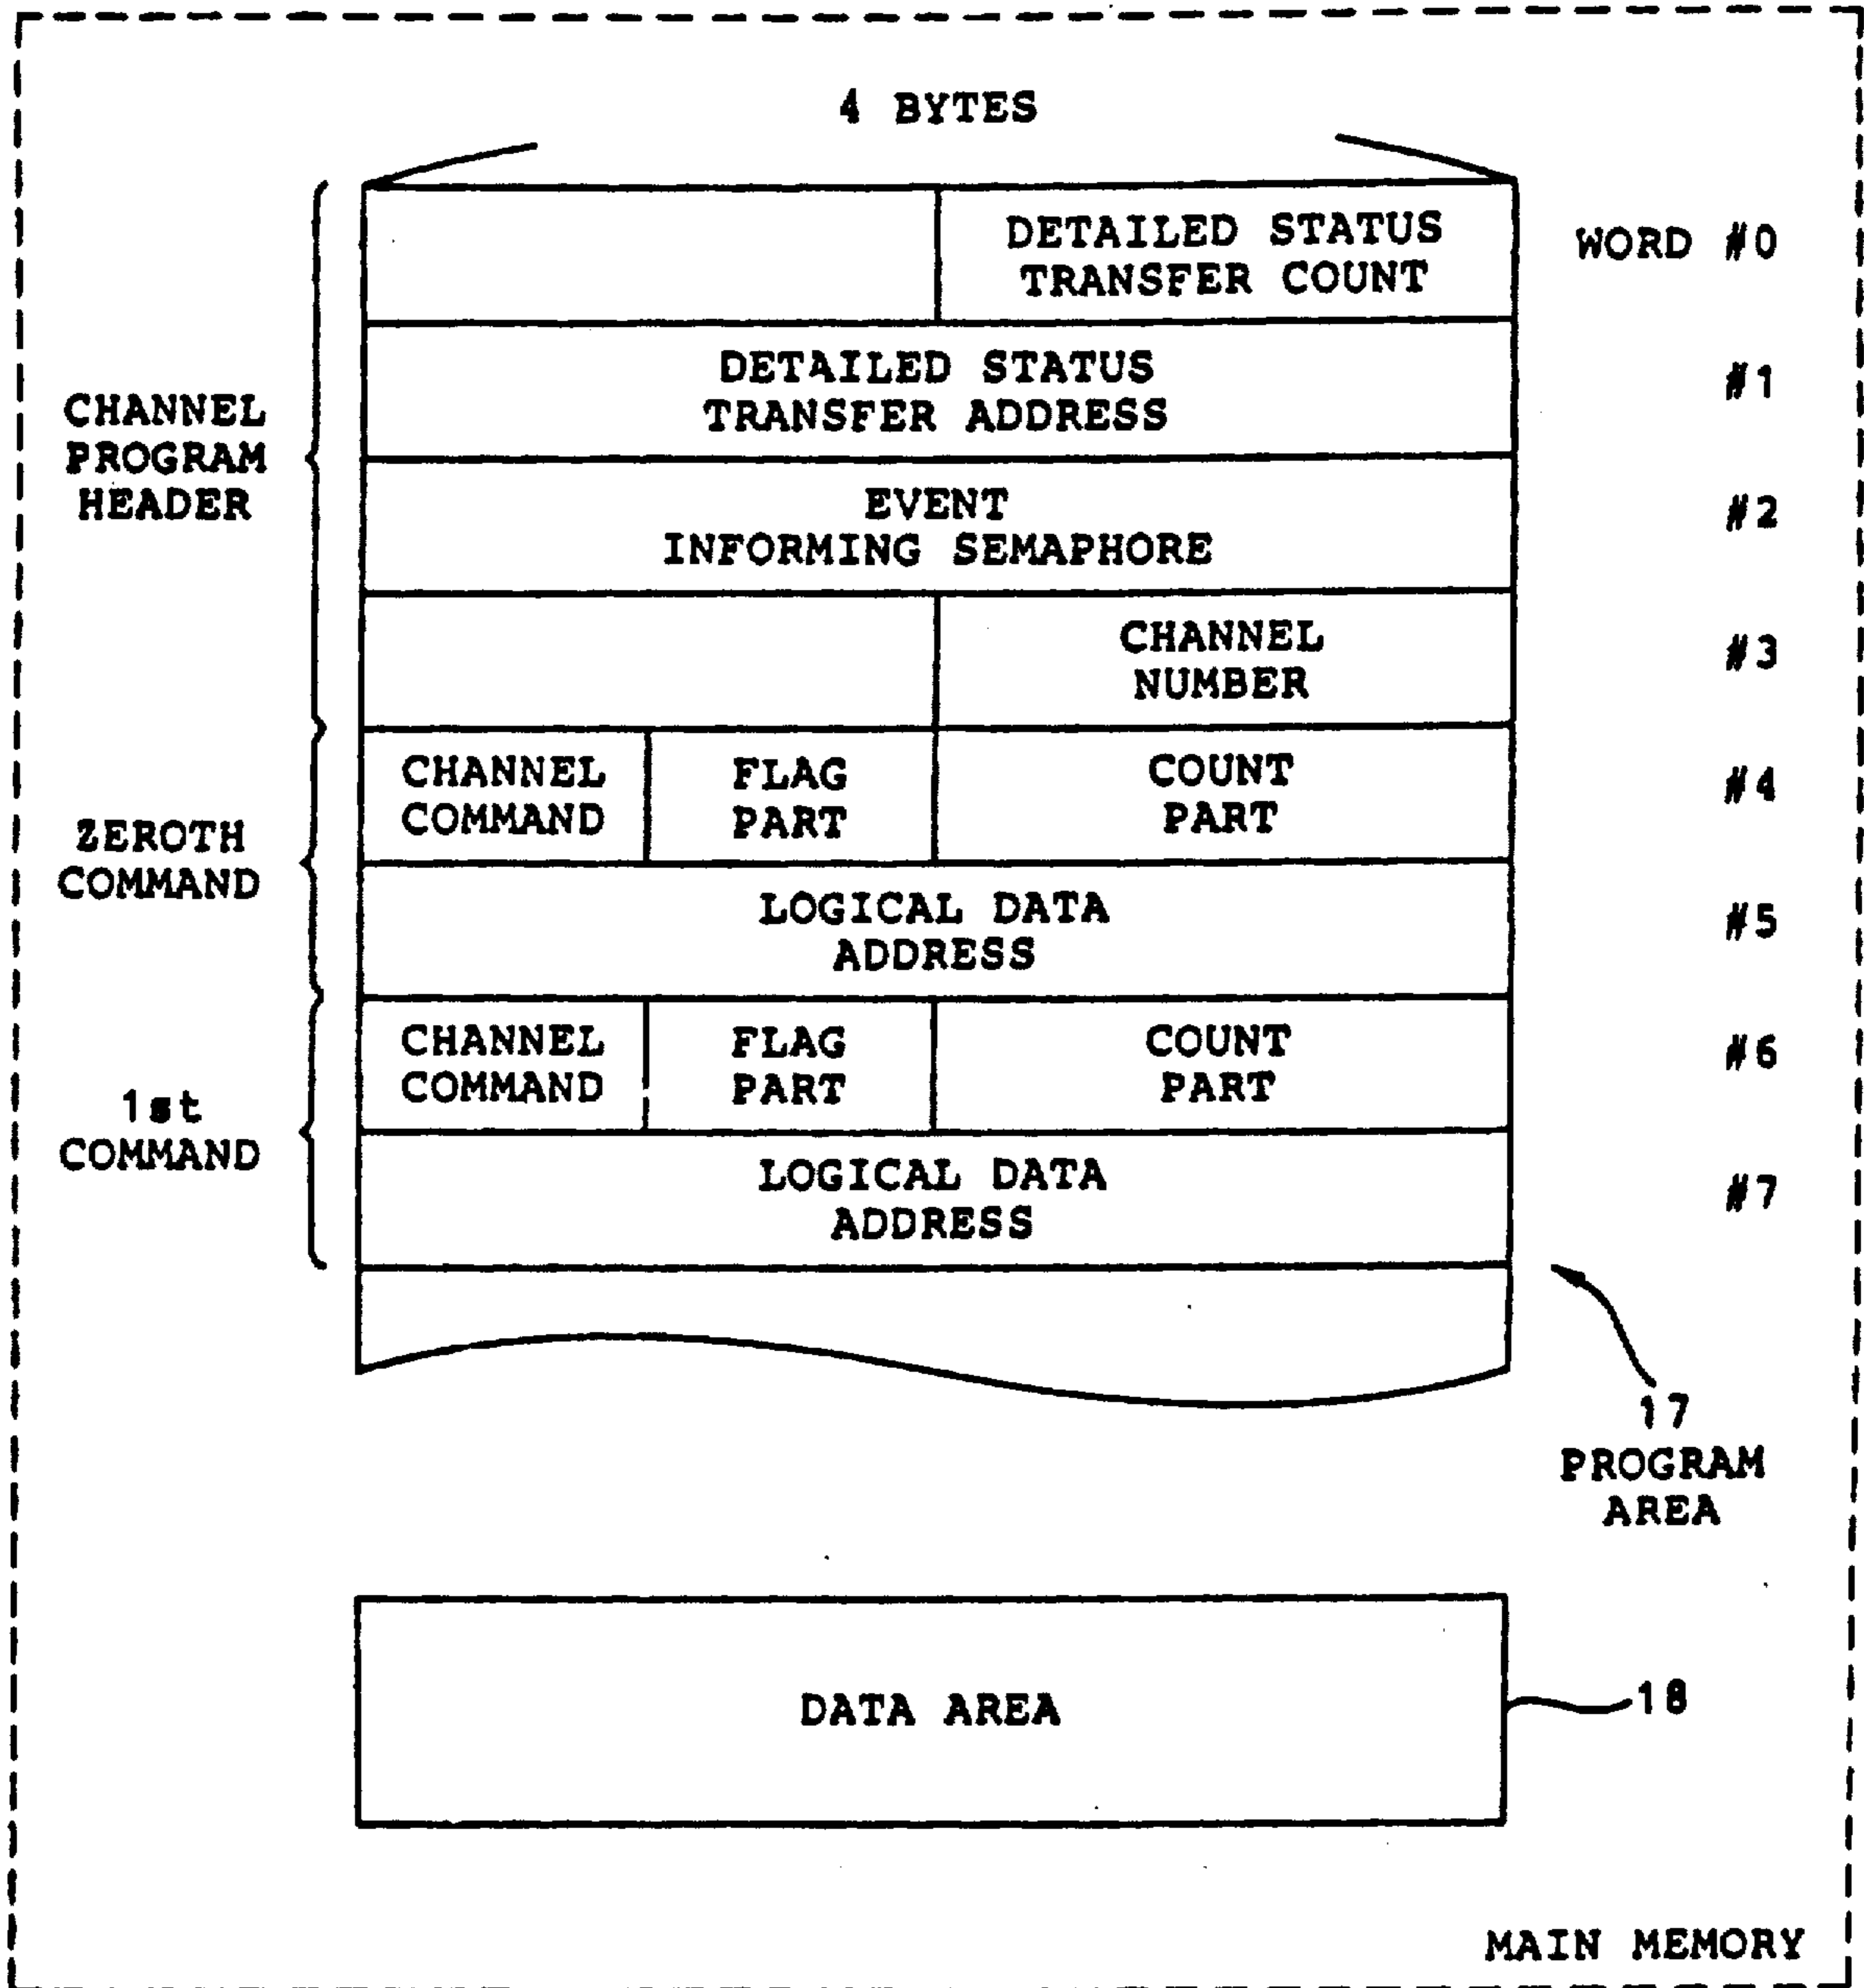 4 BYTES
DETAILED STATUS
TRANSFER COUNT
WORD #0
DETAILED STATUS
TRANSFER ADDRESS
#1
CHANNEL
PROGRAM
HEADER
EVENT
INFORMING SEMAPHORE
#2
CHANNEL
NUMBER
#3
ZEROTH
COMMAND
CHANNEL
COMMAND
FLAG
PART
COUNT
PART
#4
LOGICAL DATA
ADDRESS
#5
1st
COMMAND
CHANNEL
COMMAND
FLAG
PART
COUNT
PART
#6
LOGICAL DATA
ADDRESS
#7
17
PROGRAM
AREA
DATA AREA
18
MAIN MEMORY